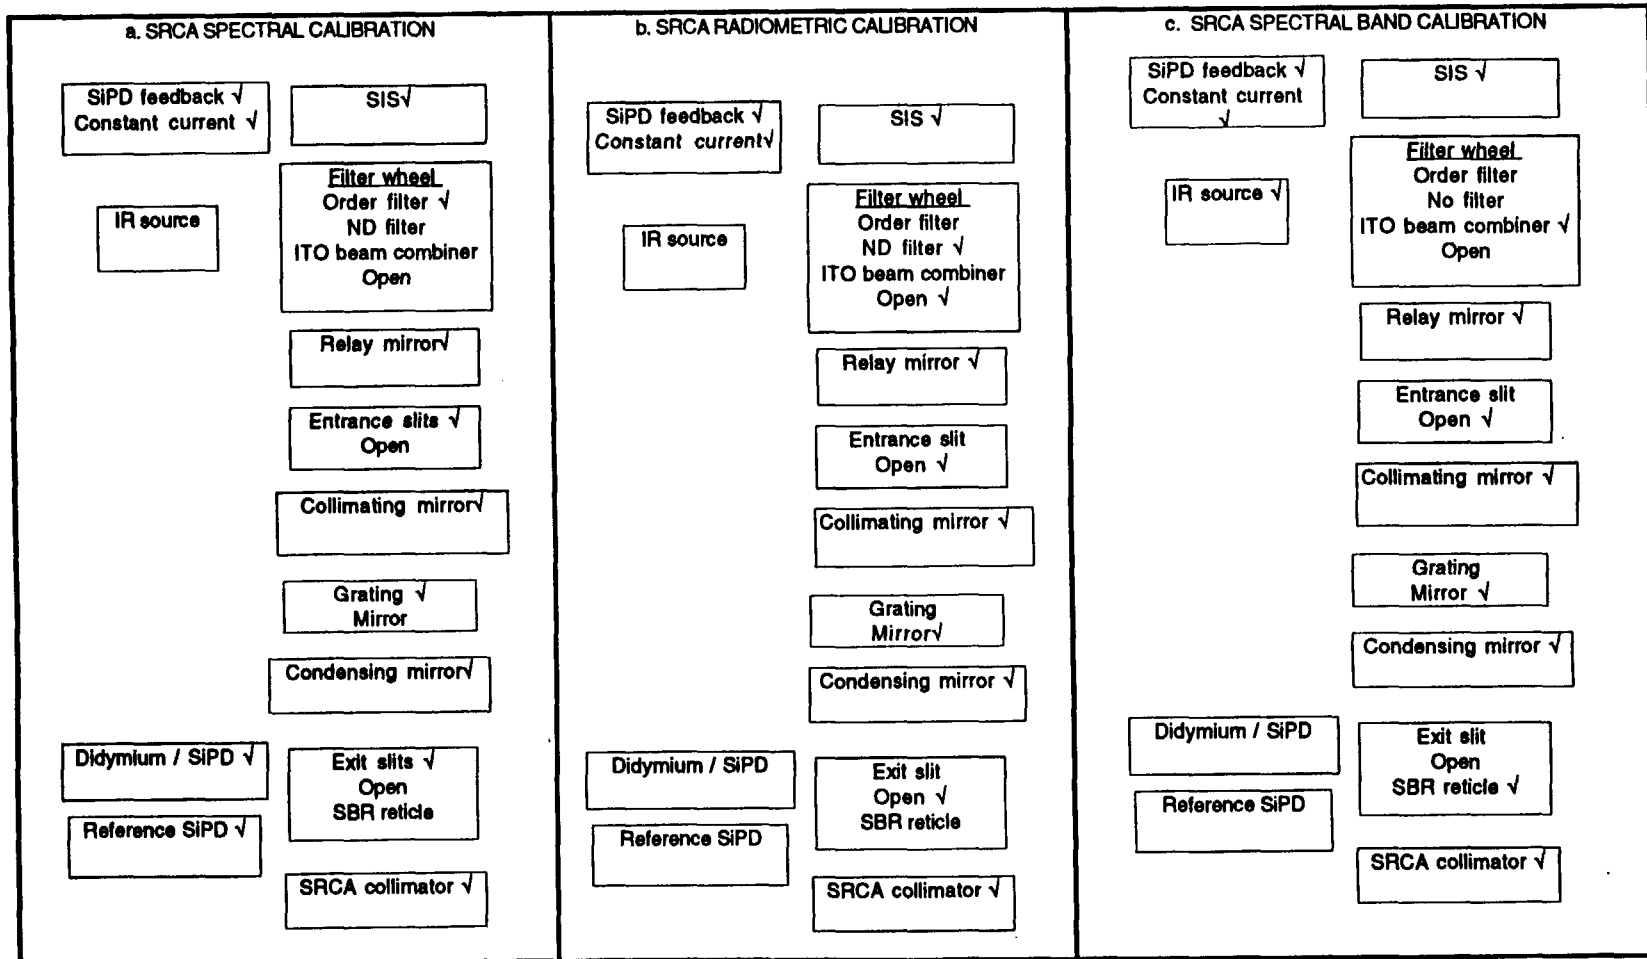 a. SRCA SPECTRAL CALIBRATION
SiPD feedback √
Constant current √
SIS√
Filter wheel
Order filter √
ND filter
ITO beam combiner
Open
IR source
Relay mirror√
Entrance slits √
Open
Collimating mirror√
Grating √
Mirror
Condensing mirror√
Didymium / SiPD √
Exit slits √
Open
SBR reticle
Reference SiPD √
SRCA collimator √
b. SRCA RADIOMETRIC CALIBRATION
SiPD feedback √
Constant current√
SIS √
Filter wheel
Order filter
ND filter √
ITO beam combiner
Open √
IR source
Relay mirror √
Entrance slit
Open √
Collimating mirror √
Grating
Mirror√
Condensing mirror √
Didymium / SiPD
Exit slit
Open √
SBR reticle
Reference SiPD
SRCA collimator √
c. SRCA SPECTRAL BAND CALIBRATION
SiPD feedback √
Constant current
√
SIS √
Filter wheel
Order filter
No filter
ITO beam combiner √
Open
IR source √
Relay mirror √
Entrance slit
Open √
Collimating mirror √
Grating
Mirror √
Condensing mirror √
Didymium / SiPD
Exit slit
Open
SBR reticle √
Reference SiPD
SRCA collimator √